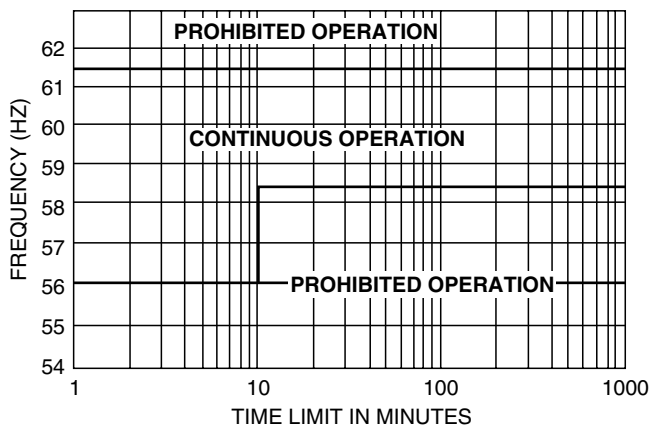 PROHIBITED OPERATION
62
61
60
59
58
57
56
55
54
FREQUENCY (HZ)
CONTINUOUS OPERATION
PROHIBITED OPERATION
1 10 100 1000
TIME LIMIT IN MINUTES